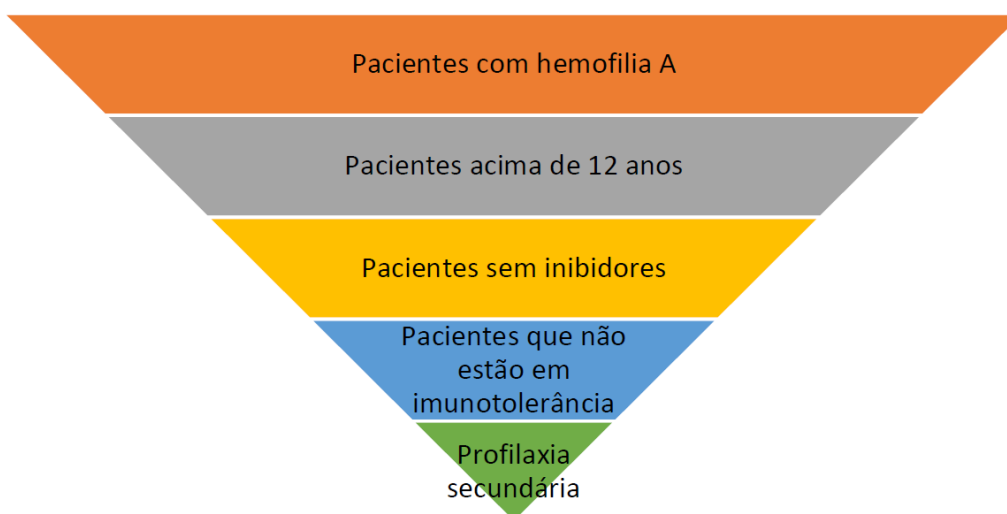 Pacientes com hemofilia A
Pacientes acima de 12 anos
Pacientes sem inibidores
Pacientes que não
estão em
imunotolerância
Profilaxia
secundária